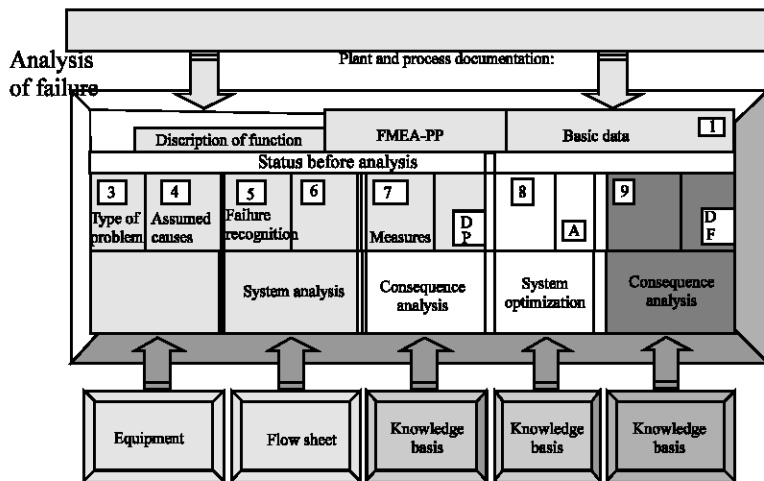 Plant and process documentation:
Analysis
of failure
1
Discription of function
FMEA-PP
Basic data
Status before analysis
3
4
5
6
7
8
9
Type of
problem
Assumed
causes
Failure
recognition
Measures
D
P
A
D
F
System analysis
Consequence
analysis
System
optimization
Consequence
analysis
Equipment
Flow sheet
Knowledge
basis
Knowledge
basis
Knowledge
basis